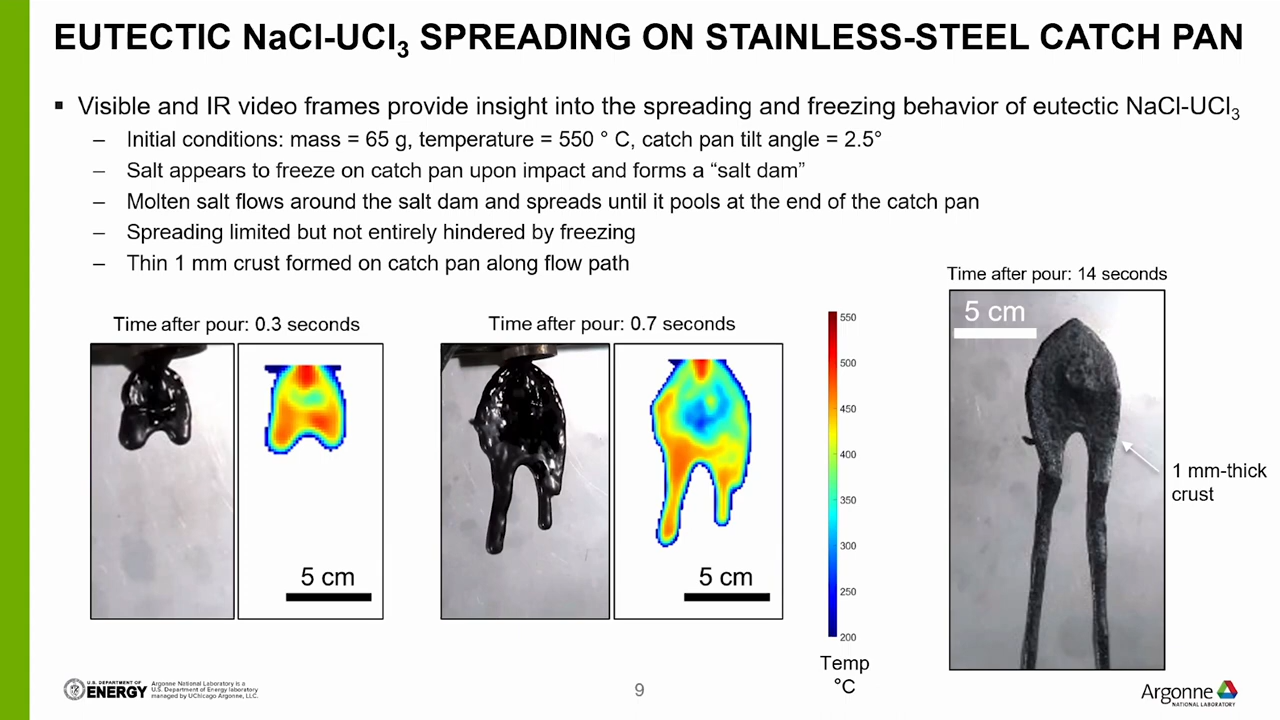 EUTECTIC NaCl-UCl3 SPREADING ON STAINLESS-STEEL CATCH PAN
▪ Visible and IR video frames provide insight into the spreading and freezing behavior of eutectic NaCl-UCl3
– Initial conditions: mass = 65 g, temperature = 550 ° C, catch pan tilt angle = 2.5°
– Salt appears to freeze on catch pan upon impact and forms a “salt dam”
– Molten salt flows around the salt dam and spreads until it pools at the end of the catch pan
– Spreading limited but not entirely hindered by freezing
– Thin 1 mm crust formed on catch pan along flow path
Time after pour: 0.3 seconds
5 cm
Time after pour: 0.7 seconds
5 cm
550
500
450
400
350
300
250
200
Temp
°C
Time after pour: 14 seconds
5 cm
1 mm-thick
crust
U.S. DEPARTMENT OF
ENERGY
Argonne National Laboratory is a
U.S. Department of Energy laboratory
managed by UChicago Argonne, LLC.
9
Argonne
NATIONAL LABORATORY